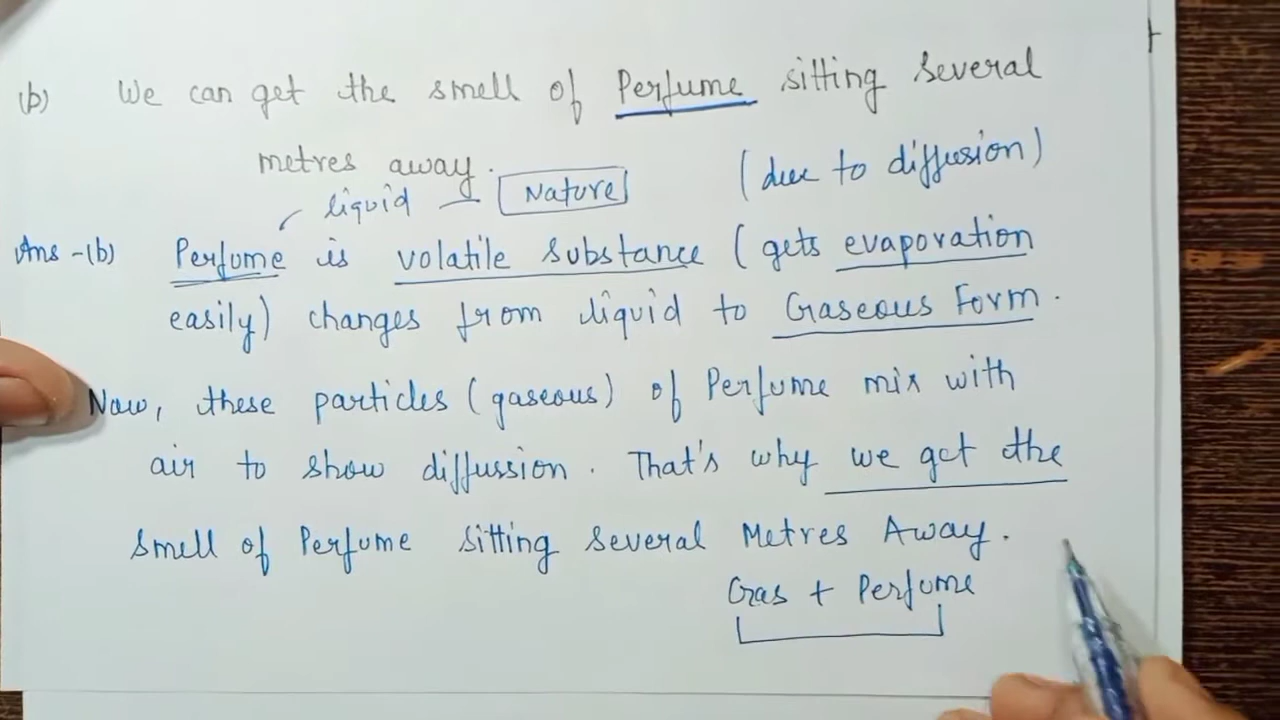 (b) We can get the smell of Perfume sitting several
metres away.
(due to diffusion)
liquid — Nature
Ans - (b) Perfume is volatile substance (gets evaporation
easily) changes from liquid to Gaseous Form.
Now, these particles (gaseous) of Perfume mix with
air to show diffussion. That's why we get the
smell of Perfume sitting several Metres Away.
Gas + Perfume